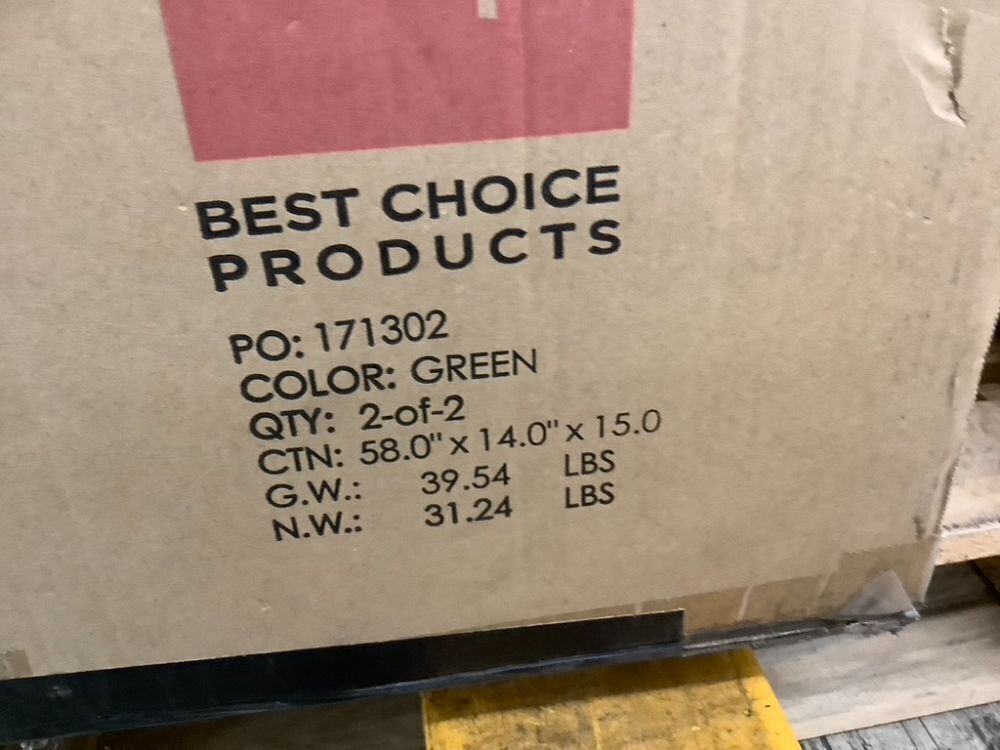 BEST CHOICE
PRODUCTS
PO: 171302
COLOR: GREEN
QTY: 2-of-2
CTN: 58.0" x 14.0" x 15.0
G.W.: 39.54 LBS
N.W.: 31.24 LBS